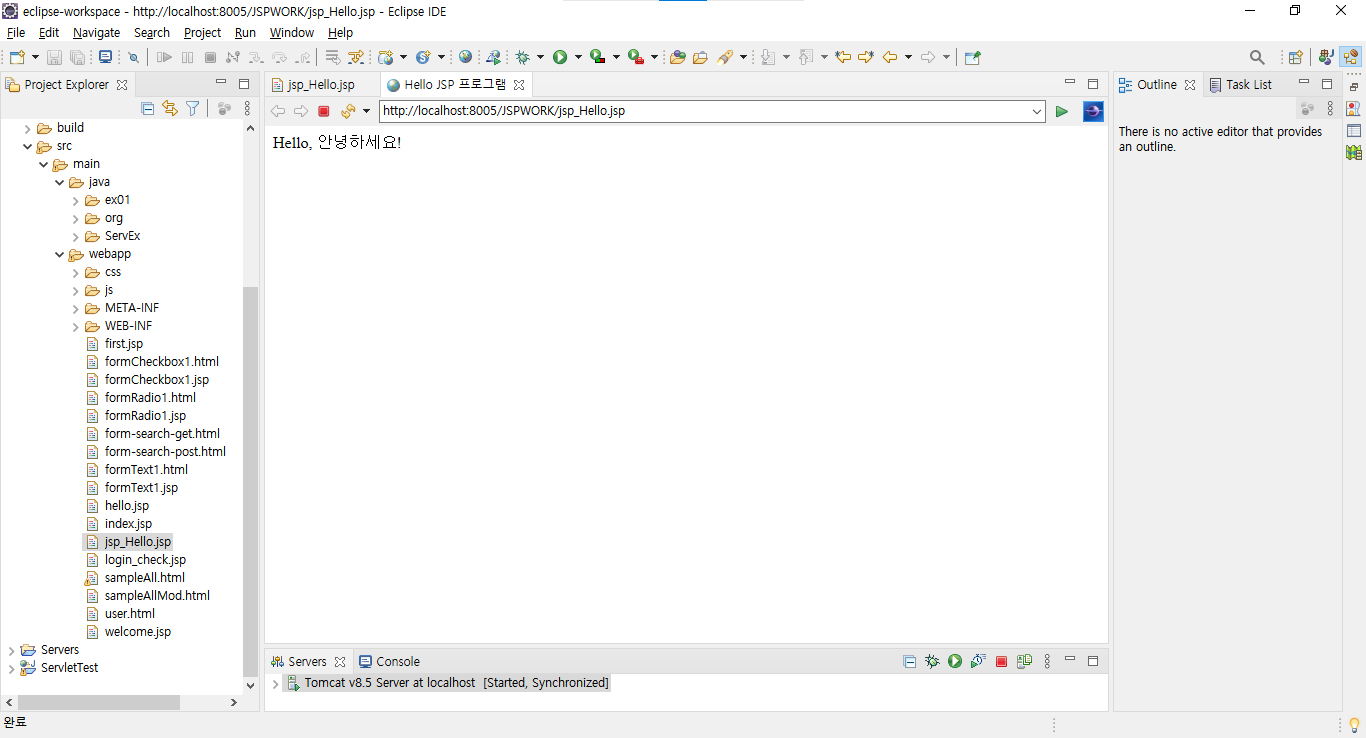 eclipse-workspace - http://localhost:8005/JSPWORK/jsp_Hello.jsp - Eclipse IDE
File Edit Navigate Search Project Run Window Help
Project Explorer
build
src
main
java
ex01
org
ServEx
webapp
css
js
META-INF
WEB-INF
first.jsp
formCheckbox1.html
formCheckbox1.jsp
formRadio1.html
formRadio1.jsp
form-search-get.html
form-search-post.html
formText1.html
formText1.jsp
hello.jsp
index.jsp
jsp_Hello.jsp
login_check.jsp
sampleAll.html
sampleAllMod.html
user.html
welcome.jsp
Servers
ServletTest
jsp_Hello.jsp Hello JSP 프로그램
http://localhost:8005/JSPWORK/jsp_Hello.jsp
Hello, 안녕하세요!
Servers Console
Tomcat v8.5 Server at localhost [Started, Synchronized]
Outline Task List
There is no active editor that provides
an outline.
완료